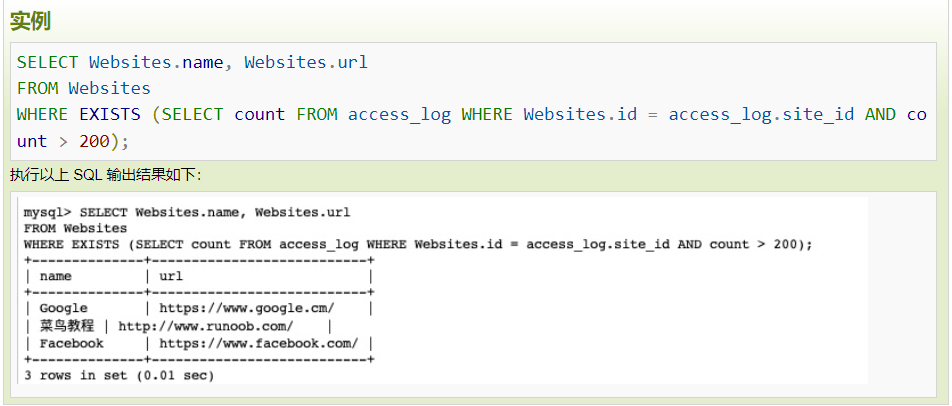 实例
SELECT Websites.name, Websites.url
FROM Websites
WHERE EXISTS (SELECT count FROM access_log WHERE Websites.id = access_log.site_id AND co
unt > 200);
执行以上 SQL 输出结果如下:
mysql> SELECT Websites.name, Websites.url
FROM Websites
WHERE EXISTS (SELECT count FROM access_log WHERE Websites.id = access_log.site_id AND count > 200);
+--------------+---------------------------+
| name         | url                       |
+--------------+---------------------------+
| Google       | https://www.google.cm/    |
| 菜鸟教程 | http://www.runoob.com/    |
| Facebook     | https://www.facebook.com/ |
+--------------+---------------------------+
3 rows in set (0.01 sec)